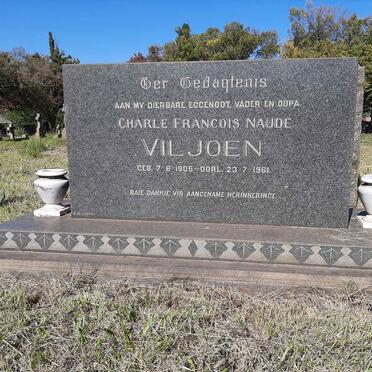 Ter Gedagtenis
AAN MY DIERBARE EGGENOOT, VADER EN OUPA
CHARLE FRANCOIS NAUDE
VILJOEN
GEB. 7-6-1906-OORL. 23-7-1961.
BAIE DANKIE VIR AANGENAME HERINNERINGE